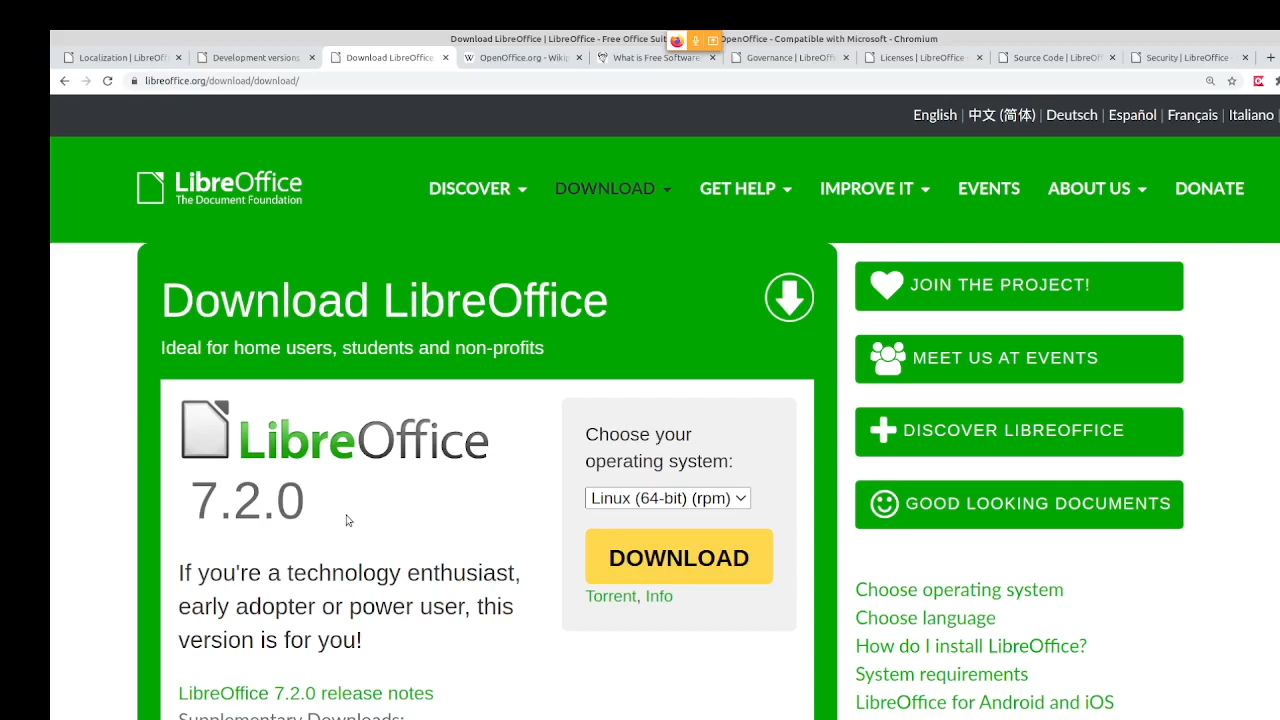 Download LibreOffice | LibreOffice - Free Office Suit
OpenOffice - Compatible with Microsoft - Chromium
Localization | LibreOff
Development versions
Download LibreOffice
OpenOffice.org - Wikip
What is Free Software
Governance | LibreOffi
Licenses | LibreOffice -
Source Code | LibreOff
Security | LibreOffice -
libreoffice.org/download/download/
English | 中文 (简体) | Deutsch | Español | Français | Italiano |
LibreOffice
The Document Foundation
DISCOVER
DOWNLOAD
GET HELP
IMPROVE IT
EVENTS
ABOUT US
DONATE
Download LibreOffice
Ideal for home users, students and non-profits
LibreOffice
7.2.0
If you're a technology enthusiast,
early adopter or power user, this
version is for you!
LibreOffice 7.2.0 release notes
Supplementary Downloads:
Choose your
operating system:
Linux (64-bit) (rpm)
DOWNLOAD
Torrent, Info
JOIN THE PROJECT!
MEET US AT EVENTS
DISCOVER LIBREOFFICE
GOOD LOOKING DOCUMENTS
Choose operating system
Choose language
How do I install LibreOffice?
System requirements
LibreOffice for Android and iOS